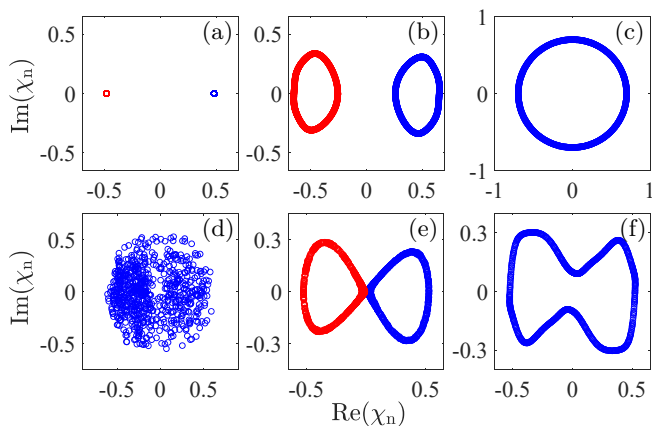 (a) (b) (c)
0.5 0.5 1
Im(χn) 0 0 0
-0.5 -0.5 -1
-0.5 0 0.5 -0.5 0 0.5 -1 0 1
(d) (e) (f)
0.5 0.3 0.3
Im(χn) 0 0 0
-0.5 -0.3 -0.3
-0.5 0 0.5 -0.5 0 0.5 -0.5 0 0.5
Re(χn)